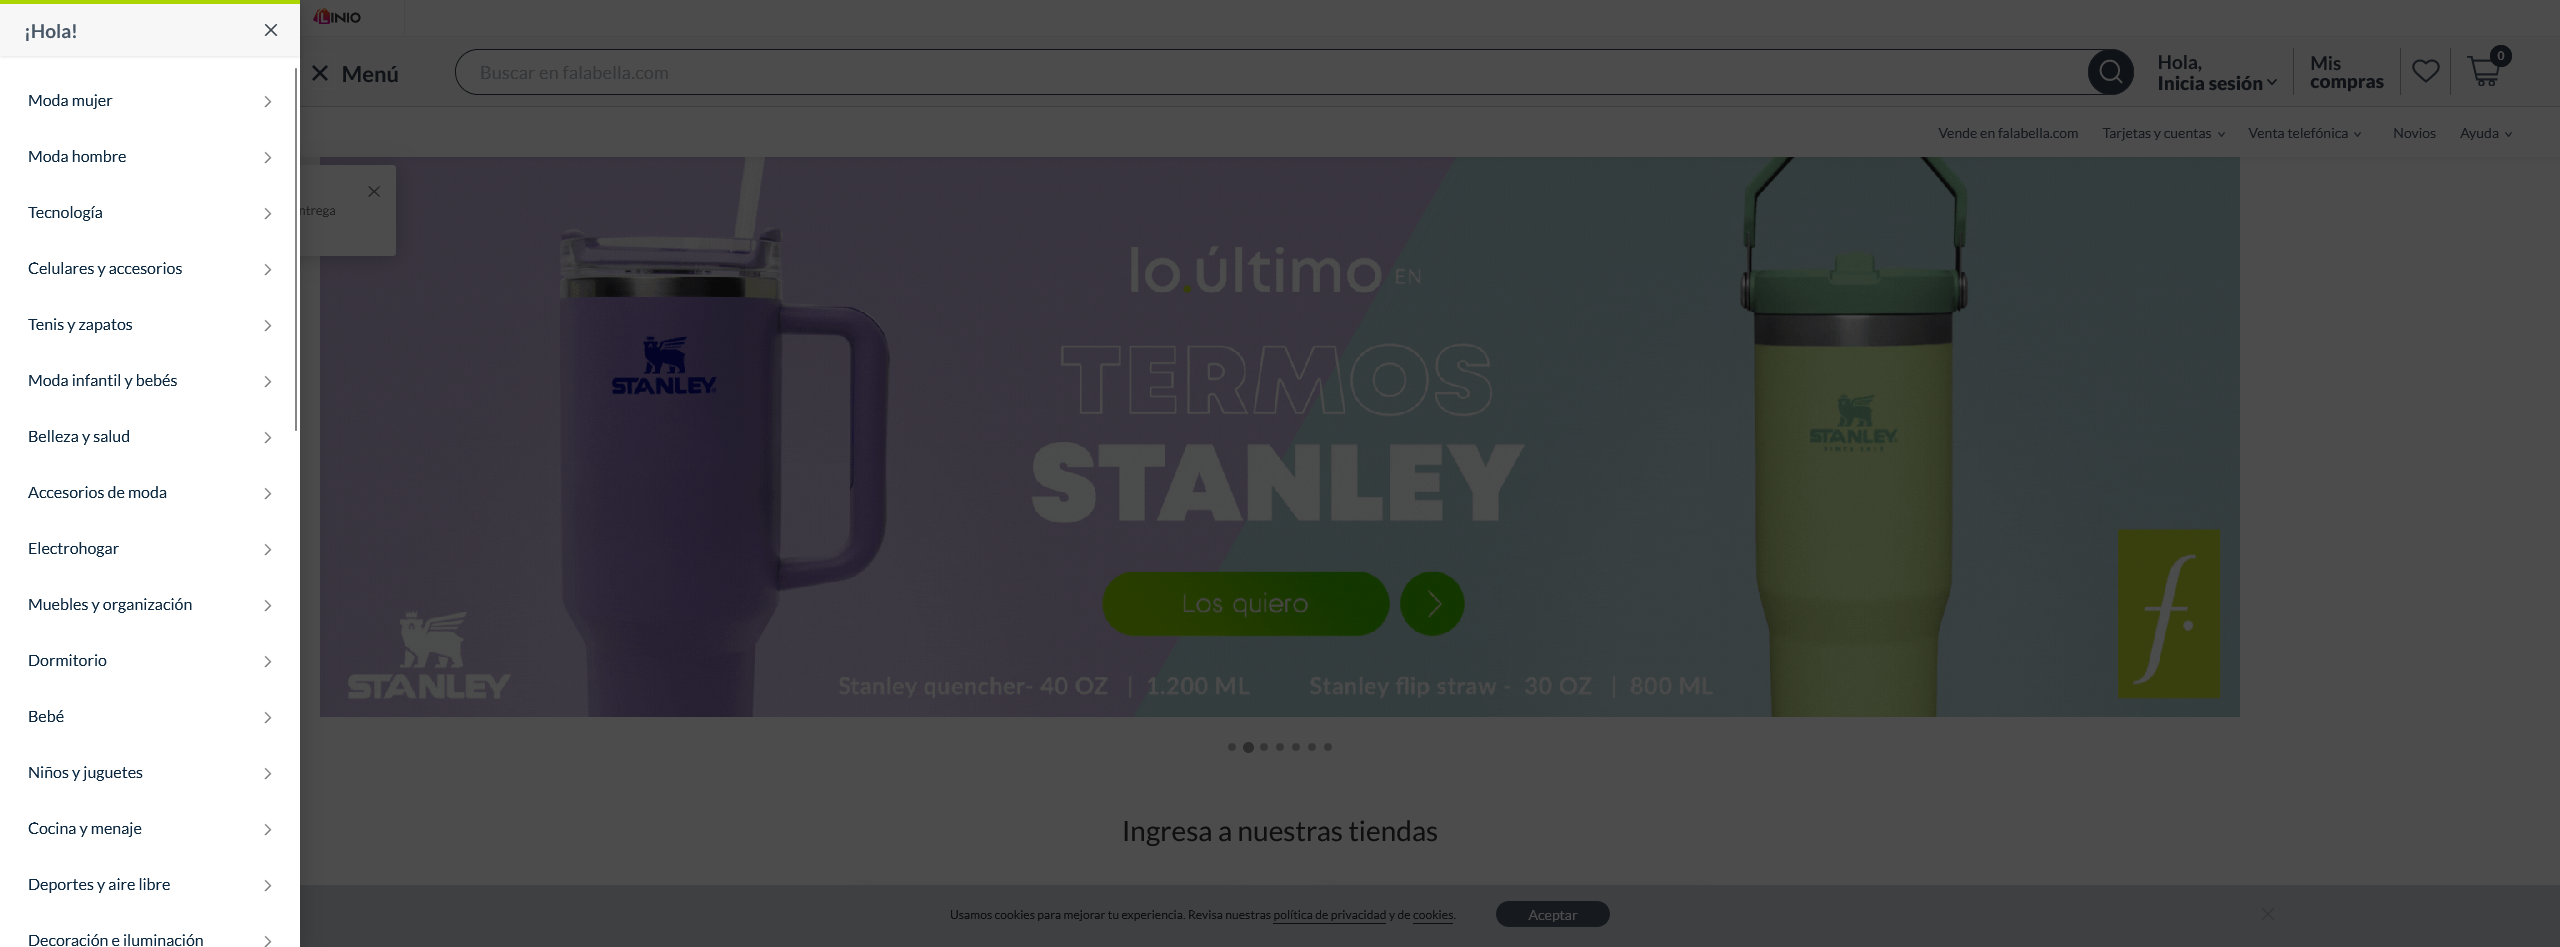 ¡Hola!
Moda mujer
Moda hombre
Tecnología
Celulares y accesorios
Tenis y zapatos
Moda infantil y bebés
Belleza y salud
Accesorios de moda
Electrohogar
Muebles y organización
Dormitorio
Bebé
Niños y juguetes
Cocina y menaje
Deportes y aire libre
Decoración e iluminación
LINIO
Menú
Buscar en falabella.com
Hola,
Inicia sesión
Mis
compras
0
Vende en falabella.com
Tarjetas y cuentas
Venta telefónica
Novios
Ayuda
ntrega
lo.último EN
TERMOS
STANLEY
Los quiero
STANLEY
STANLEY
SINCE 1913
STANLEY
Stanley quencher- 40 OZ | 1.200 ML
Stanley flip straw - 30 OZ | 800 ML
f.
Ingresa a nuestras tiendas
Usamos cookies para mejorar tu experiencia. Revisa nuestras política de privacidad y de cookies.
Aceptar